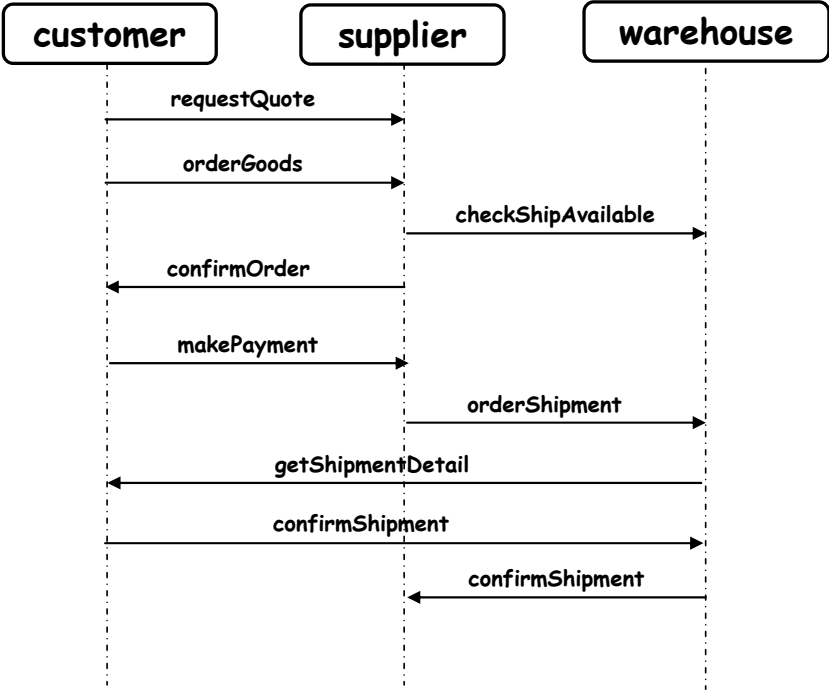 customer
supplier
warehouse
requestQuote
orderGoods
checkShipAvailable
confirmOrder
makePayment
orderShipment
getShipmentDetail
confirmShipment
confirmShipment